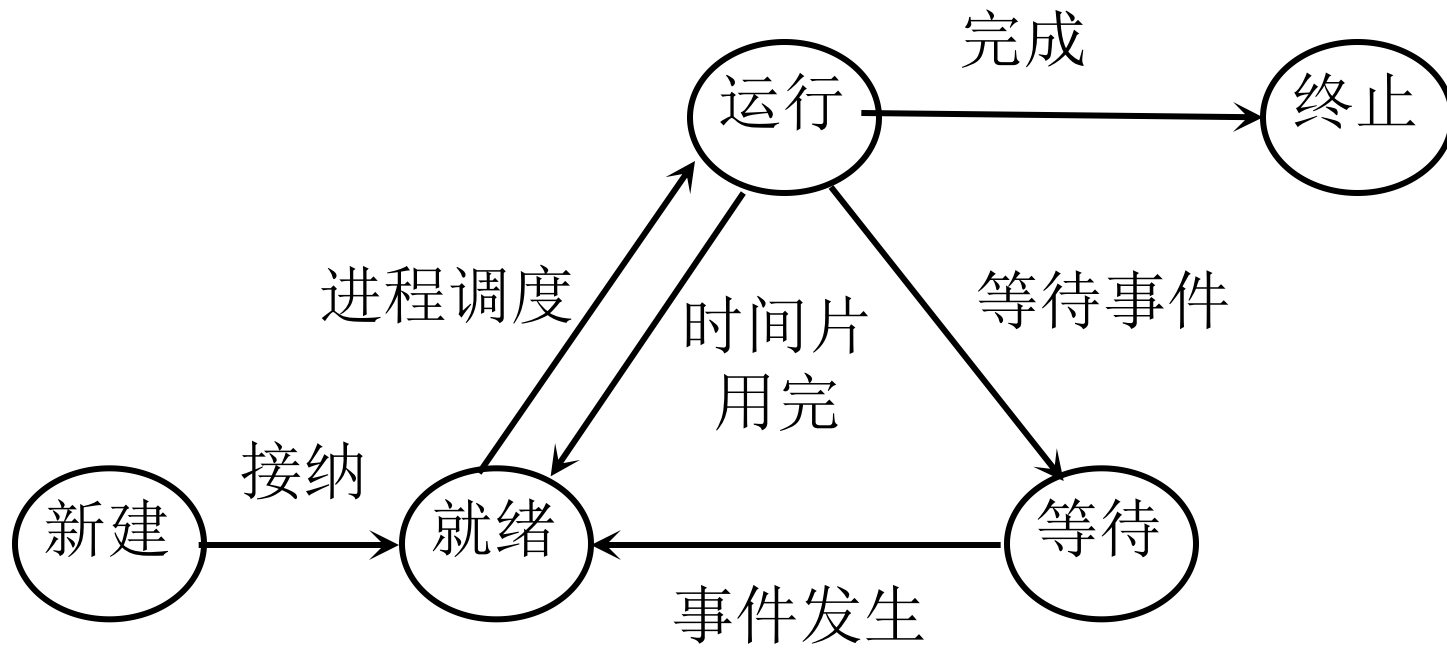 完成
运行
终止
进程调度
时间片
用完
等待事件
接纳
新建
就绪
等待
事件发生